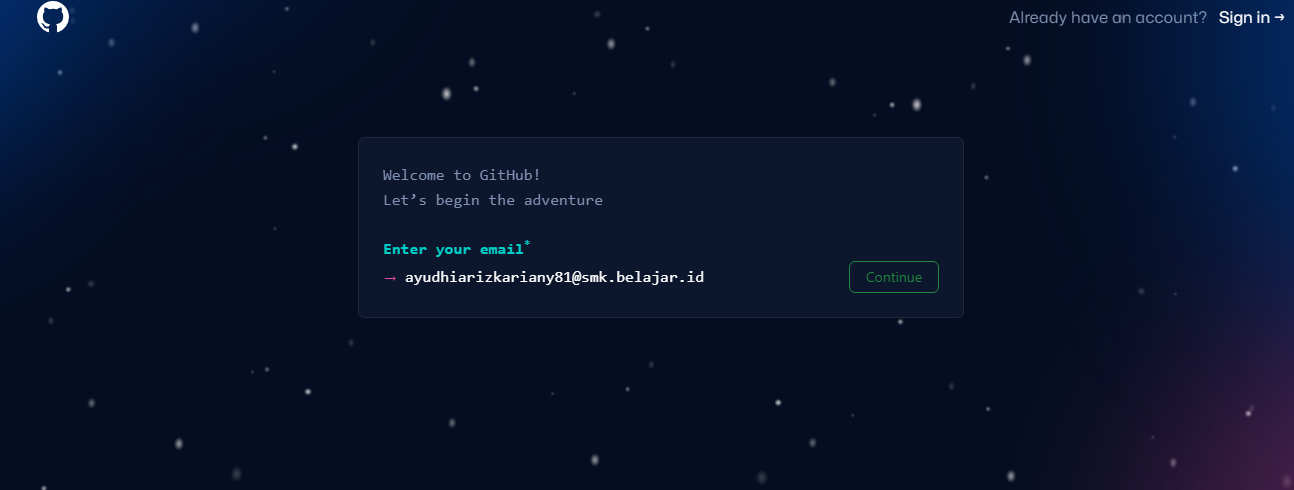 Already have an account? Sign in →
Welcome to GitHub!
Let’s begin the adventure
Enter your email*
→ ayudhiarizkariany81@smk.belajar.id
Continue